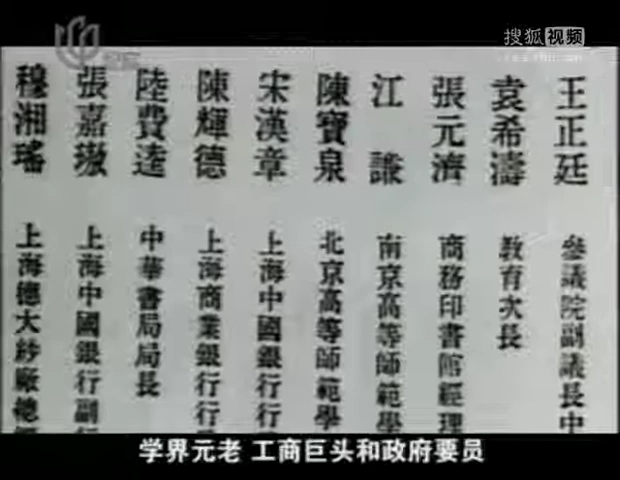 搜狐视频
王正廷 參議院副議長中
袁希濤 教育次長
張元濟 商務印書館經理
江謙 南京高等師範學
陳寶泉 北京高等師範學
宋漢章 上海中國銀行行
陳輝德 上海商業銀行行
陸費逵 中華書局局長
張嘉璈 上海中國銀行副行
穆湘瑤 上海德大紗廠總
学界元老 工商巨头和政府要员